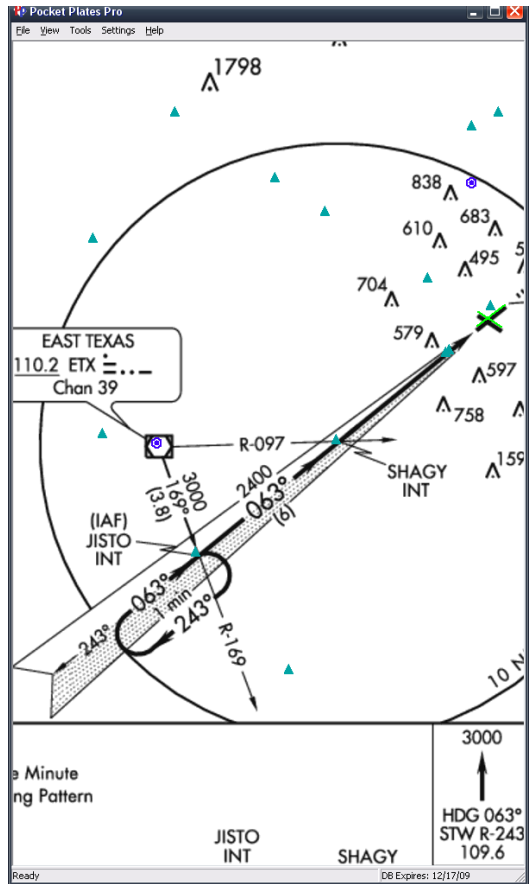 Pocket Plates Pro
File View Tools Settings Help
1798
838
683
610
495
5
704
579
597
758
159
EAST TEXAS
110.2 ETX
Chan 39
R-097
3000
169°
(3.8)
2400
063°
(6)
SHAGY
INT
(IAF)
JISTO
INT
063°
1 min
243°
243°
R-169
10 N
e Minute
ng Pattern
JISTO
INT
SHAGY
3000
HDG 063°
STW R-243
109.6
Ready
DB Expires: 12/17/09